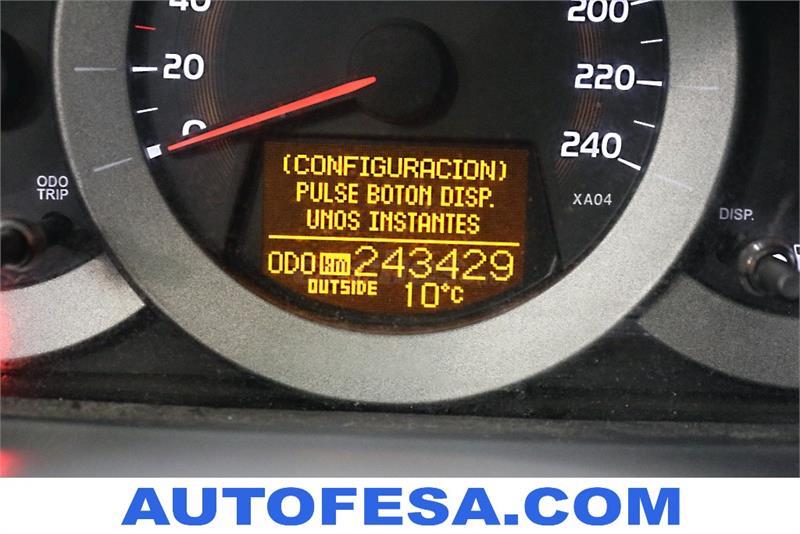 40
20
0
200
220
240
XA04
ODO
TRIP
DISP.
(CONFIGURACION)
PULSE BOTON DISP.
UNOS INSTANTES
ODO km 243429
OUTSIDE 10°C
AUTOFESA.COM